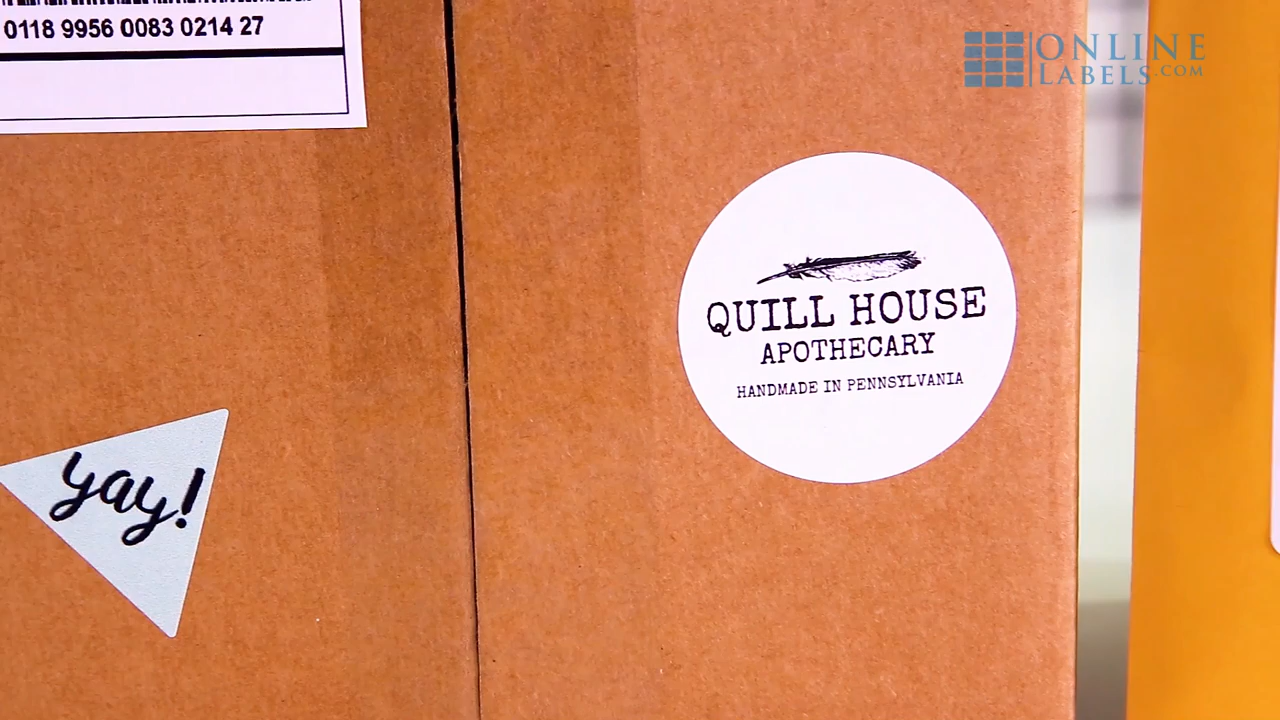 0118 9956 0083 0214 27
ONLINE
LABELS.COM
QUILL HOUSE
APOTHECARY
HANDMADE IN PENNSYLVANIA
yay!